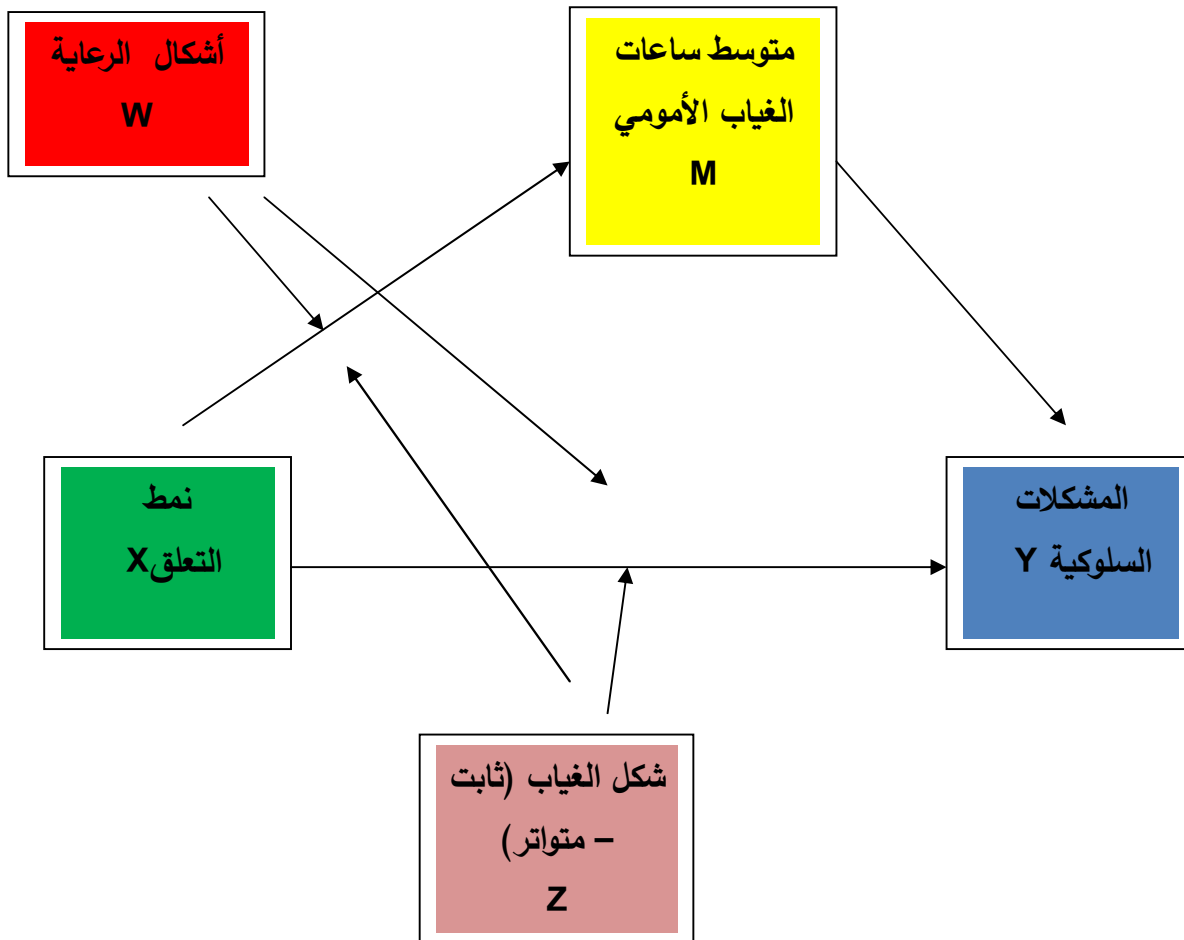 أشكال الرعاية
W
متوسط ساعات
الغياب الأمومي
M
نمط
التعلقX
المشكلات
السلوكية Y
شكل الغياب (ثابت
– متواتر)
Z